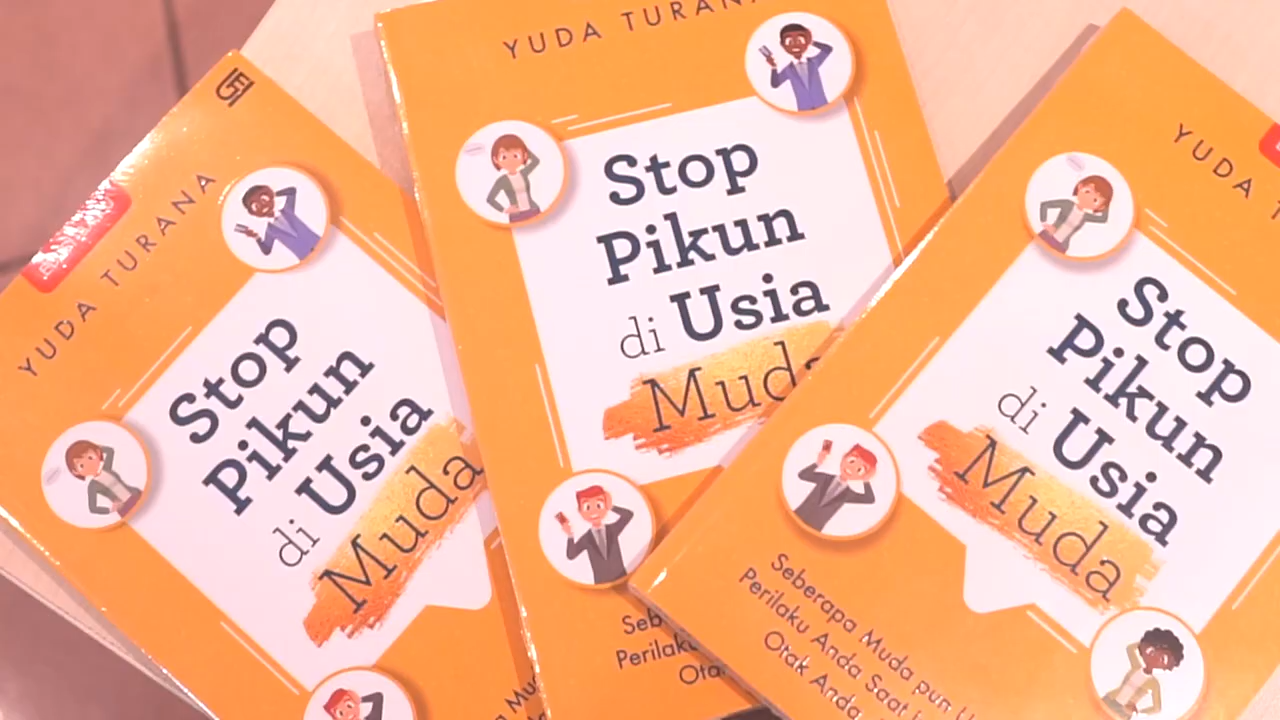 YUDA TURANA
Stop
Pikun
di Usia
Muda
YUDA TURANA
Stop
Pikun
di Usia
Muda
Perilaku
YUDA
Stop
Pikun
di Usia
Muda
Seberapa Muda pun
Perilaku Anda Saat
Otak Anda